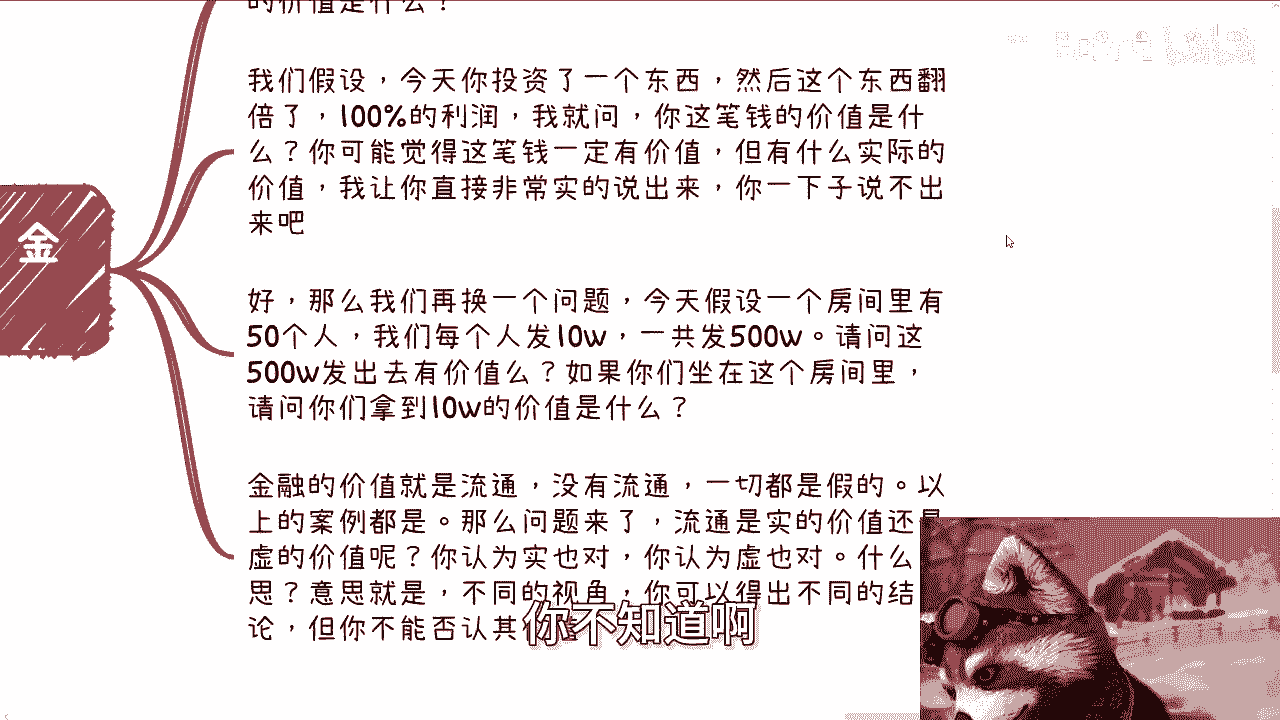 的价值是什么？
我们假设，今天你投资了一个东西，然后这个东西翻
倍了，100%的利润，我就问，你这笔钱的价值是什
么？你可能觉得这笔钱一定有价值，但有什么实际的
价值，我让你直接非常实的说出来，你一下子说不出
来吧
金
好，那么我们再换一个问题，今天假设一个房间里有
50个人，我们每个人发10w，一共发500w。请问这
500w发出去有价值么？如果你们坐在这个房间里，
请问你们拿到10w的价值是什么？
金融的价值就是流通，没有流通，一切都是假的。以
上的案例都是。那么问题来了，流通是实的价值还是
虚的价值呢？你认为实也对，你认为虚也对。什么
思？意思就是，不同的视角，你可以得出不同的结
论，但你不能否认其
你不知道啊